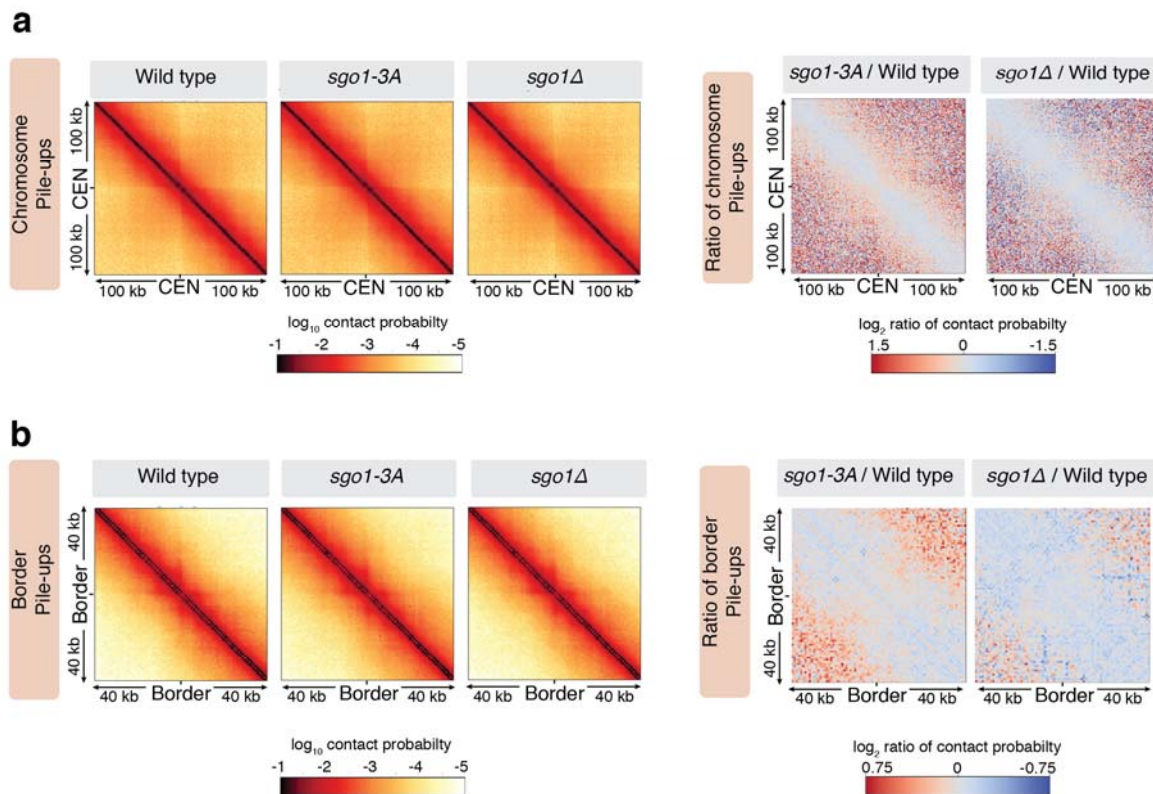 a
Chromosome
Pile-ups
Wild type
sgo1-3A
sgo1Δ
100 kb
CEN
100 kb
100 kb CEN 100 kb
100 kb CEN 100 kb
100 kb CEN 100 kb
log10 contact probabilty
-1 -2 -3 -4 -5
Ratio of chromosome
Pile-ups
sgo1-3A / Wild type
sgo1Δ / Wild type
100 kb
CEN
100 kb
100 kb CEN 100 kb
100 kb CEN 100 kb
log2 ratio of contact probabilty
1.5 0 -1.5
b
Border
Pile-ups
Wild type
sgo1-3A
sgo1Δ
40 kb
Border
40 kb
40 kb Border 40 kb
40 kb Border 40 kb
40 kb Border 40 kb
log10 contact probabilty
-1 -2 -3 -4 -5
Ratio of border
Pile-ups
sgo1-3A / Wild type
sgo1Δ / Wild type
40 kb
Border
40 kb
40 kb Border 40 kb
40 kb Border 40 kb
log2 ratio of contact probabilty
0.75 0 -0.75